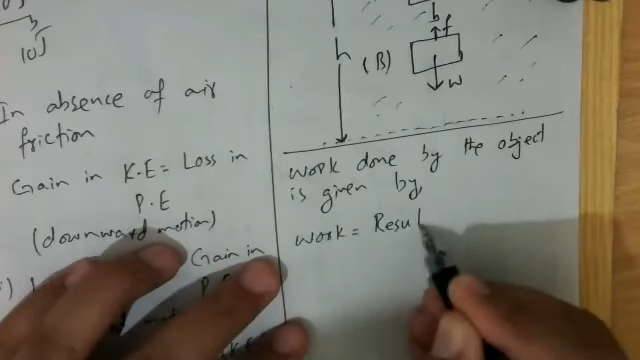 10J
In absence of air
friction
Gain in K.E = Loss in
P.E
(downward motion)
Gain in
h
b
f
(B)
w
work done by the object
is given by,
work = Resul